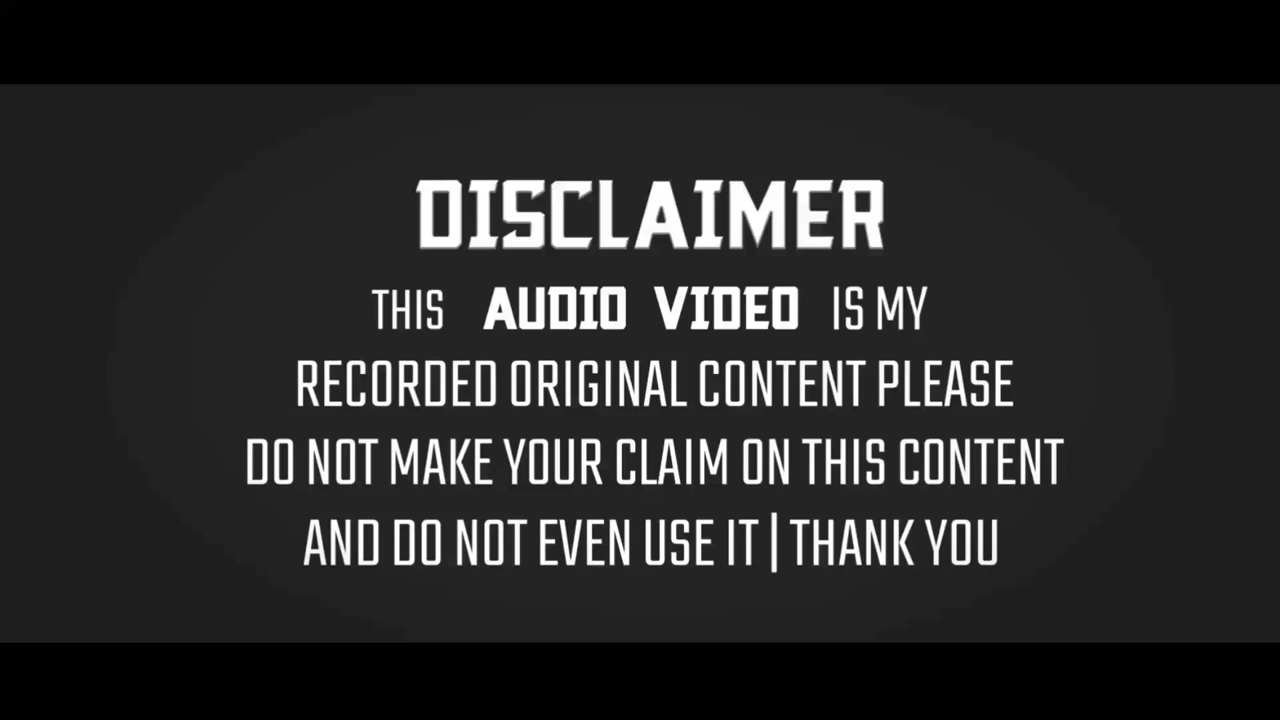 DISCLAIMER
THIS AUDIO VIDEO IS MY
RECORDED ORIGINAL CONTENT PLEASE
DO NOT MAKE YOUR CLAIM ON THIS CONTENT
AND DO NOT EVEN USE IT | THANK YOU